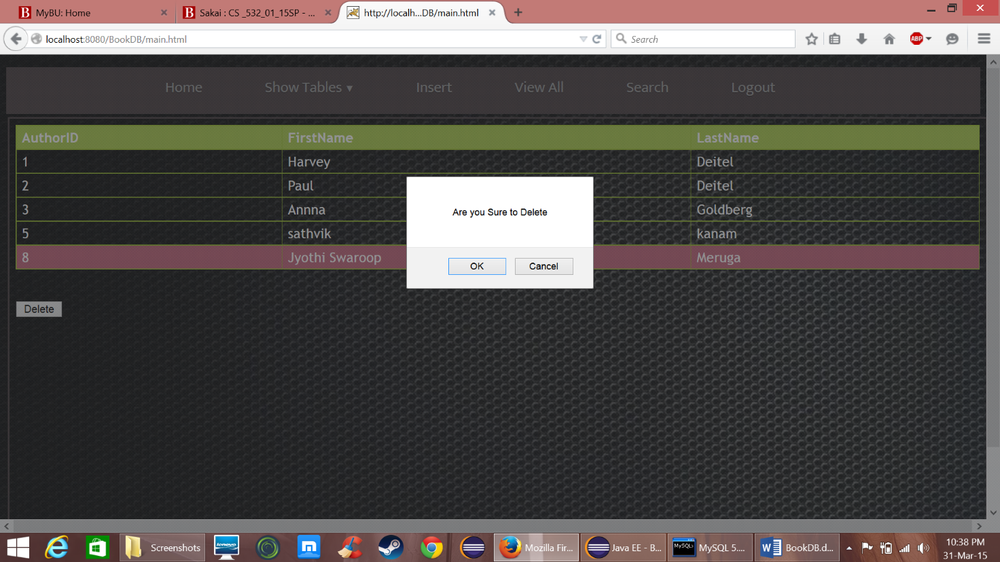 MyBU: Home
Sakai : CS _532_01_15SP - ...
http://localh...DB/main.html
localhost:8080/BookDB/main.html
Search
ABP
Home
Show Tables ▾
Insert
View All
Search
Logout
AuthorID FirstName LastName
1 Harvey Deitel
2 Paul Deitel
3 Annna Goldberg
5 sathvik kanam
8 Jyothi Swaroop Meruga
Are you Sure to Delete
OK
Cancel
Delete
Screenshots
lenovo
Mozilla Fir...
Java EE - B...
MySQL 5....
BookDB.d...
10:38 PM
31-Mar-15